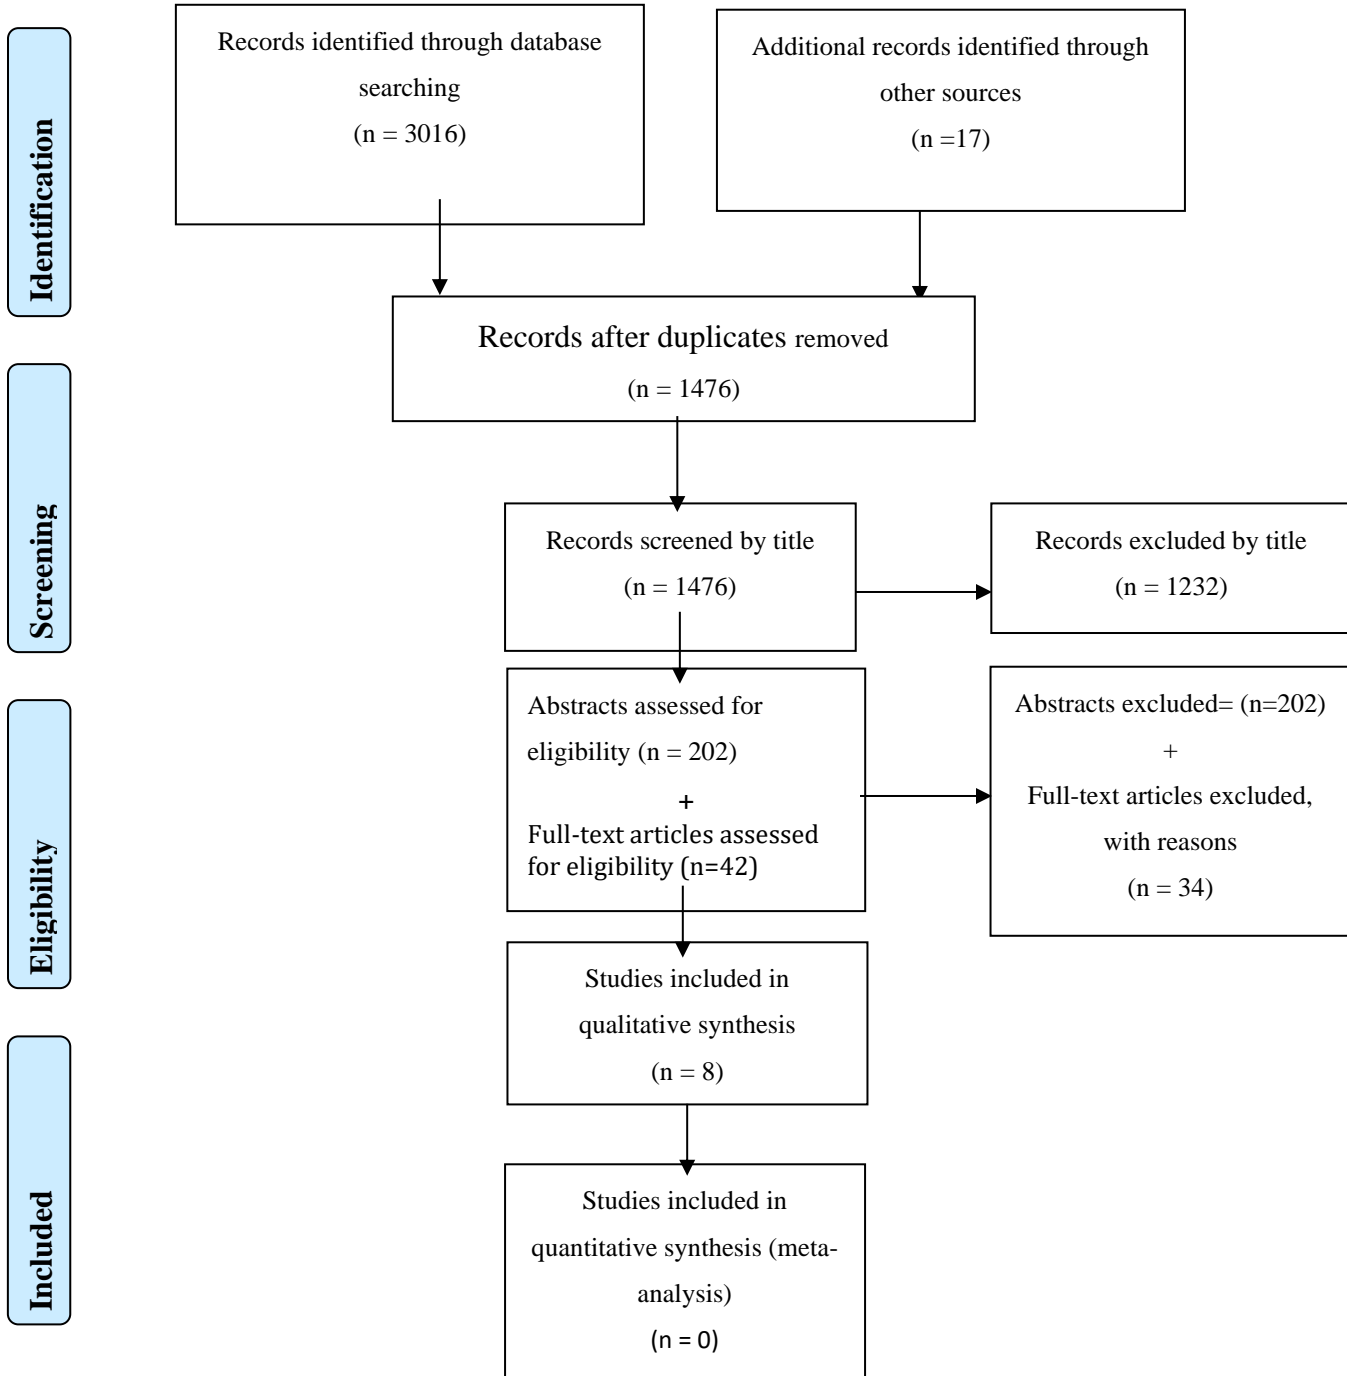 Identification
Records identified through database
searching
(n = 3016)
Additional records identified through
other sources
(n =17)
Records after duplicates removed
(n = 1476)
Screening
Records screened by title
(n = 1476)
Records excluded by title
(n = 1232)
Eligibility
Abstracts assessed for
eligibility (n = 202)
+
Full-text articles assessed
for eligibility (n=42)
Abstracts excluded= (n=202)
+
Full-text articles excluded,
with reasons
(n = 34)
Studies included in
qualitative synthesis
(n = 8)
Included
Studies included in
quantitative synthesis (meta-
analysis)
(n = 0)